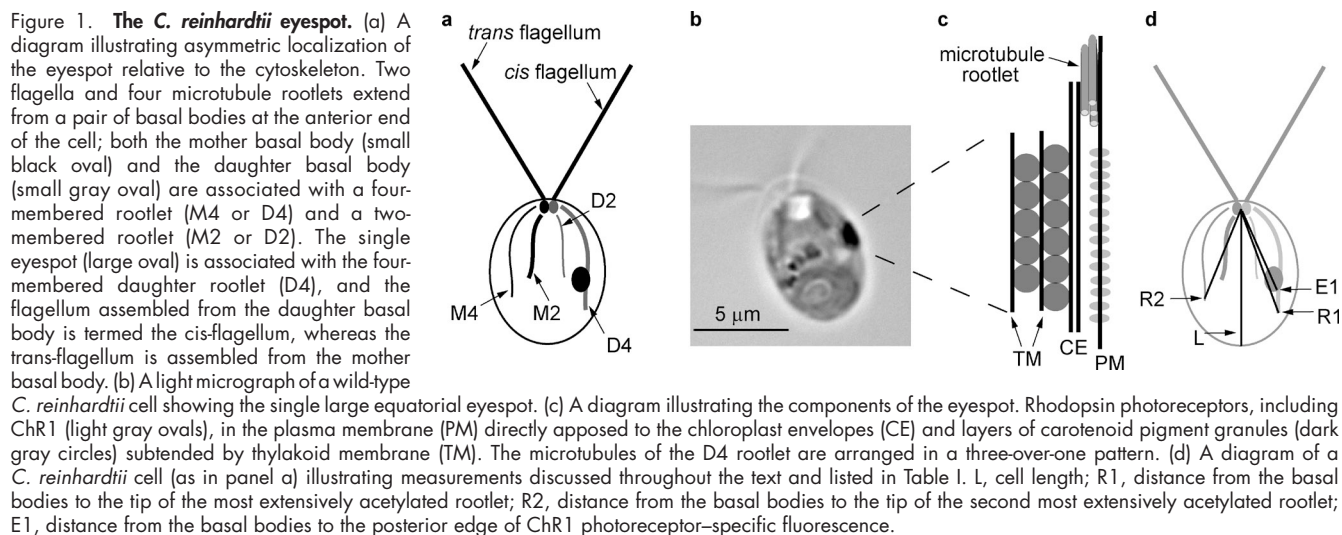 Figure 1. The C. reinhardtii eyespot. (a) A
diagram illustrating asymmetric localization of
the eyespot relative to the cytoskeleton. Two
flagella and four microtubule rootlets extend
from a pair of basal bodies at the anterior end
of the cell; both the mother basal body (small
black oval) and the daughter basal body
(small gray oval) are associated with a four-
membered rootlet (M4 or D4) and a two-
membered rootlet (M2 or D2). The single
eyespot (large oval) is associated with the four-
membered daughter rootlet (D4), and the
flagellum assembled from the daughter basal
body is termed the cis-flagellum, whereas the
trans-flagellum is assembled from the mother
basal body. (b) A light micrograph of a wild-type
C. reinhardtii cell showing the single large equatorial eyespot. (c) A diagram illustrating the components of the eyespot. Rhodopsin photoreceptors, including
ChR1 (light gray ovals), in the plasma membrane (PM) directly apposed to the chloroplast envelopes (CE) and layers of carotenoid pigment granules (dark
gray circles) subtended by thylakoid membrane (TM). The microtubules of the D4 rootlet are arranged in a three-over-one pattern. (d) A diagram of a
C. reinhardtii cell (as in panel a) illustrating measurements discussed throughout the text and listed in Table I. L, cell length; R1, distance from the basal
bodies to the tip of the most extensively acetylated rootlet; R2, distance from the basal bodies to the tip of the second most extensively acetylated rootlet;
E1, distance from the basal bodies to the posterior edge of ChR1 photoreceptor–specific fluorescence.
a
trans flagellum
cis flagellum
D2
M4
M2
D4
b
5 μm
c
microtubule
rootlet
TM
CE
PM
d
E1
R2
R1
L